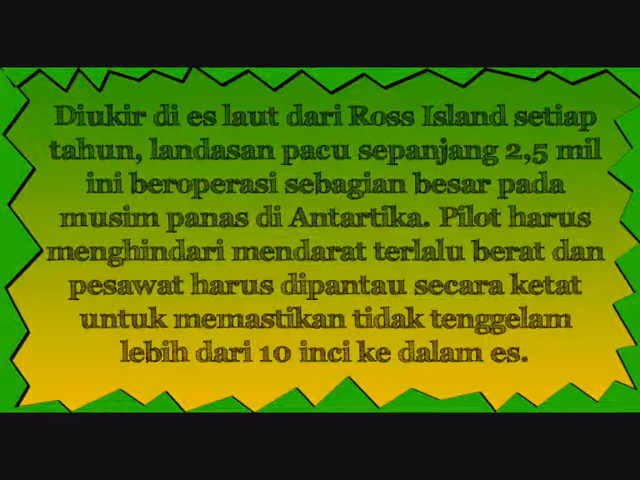 Diukir di es laut dari Ross Island setiap
tahun, landasan pacu sepanjang 2,5 mil
ini beroperasi sebagian besar pada
musim panas di Antartika. Pilot harus
menghindari mendarat terlalu berat dan
pesawat harus dipantau secara ketat
untuk memastikan tidak tenggelam
lebih dari 10 inci ke dalam es.